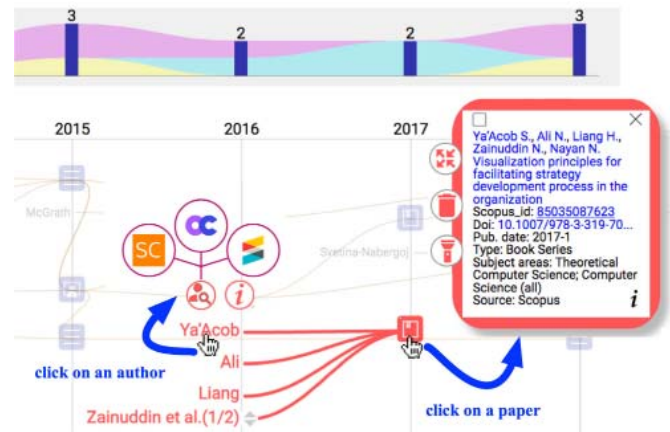 3
2
2
3
2015
2016
2017
McGrath
SC
Svetina-Nabergoj
i
Ya'Acob
Ali
Liang
Zainuddin et al.(1/2)
click on an author
click on a paper
Ya'Acob S., Ali N., Liang H.,
Zainuddin N., Nayan N.
Visualization principles for
facilitating strategy
development process in the
organization
Scopus_id: 85035087623
Doi: 10.1007/978-3-319-70...
Pub. date: 2017-1
Type: Book Series
Subject areas: Theoretical
Computer Science; Computer
Science (all)
Source: Scopus
i